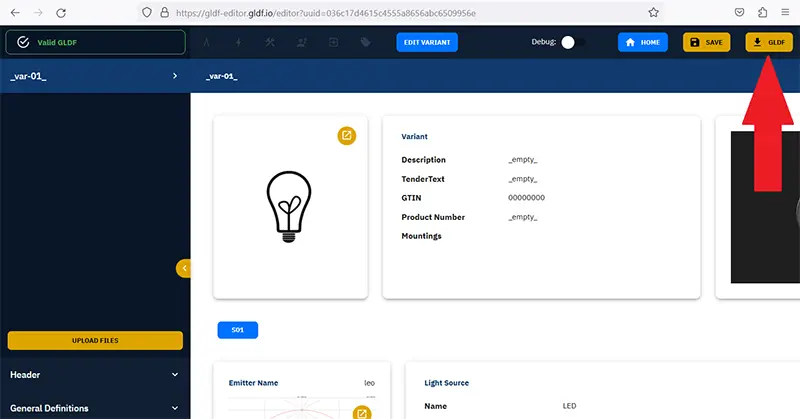 https://gldf-editor.gldf.io/editor?uuid=036c17d4615c4555a8656abc6509956e
Valid GLDF
EDIT VARIANT
Debug:
HOME
SAVE
GLDF
_var-01_
_var-01_
Variant
Description _empty_
TenderText _empty_
GTIN 00000000
Product Number _empty_
Mountings
S01
UPLOAD FILES
Header
General Definitions
Emitter Name leo
Light Source
Name LED